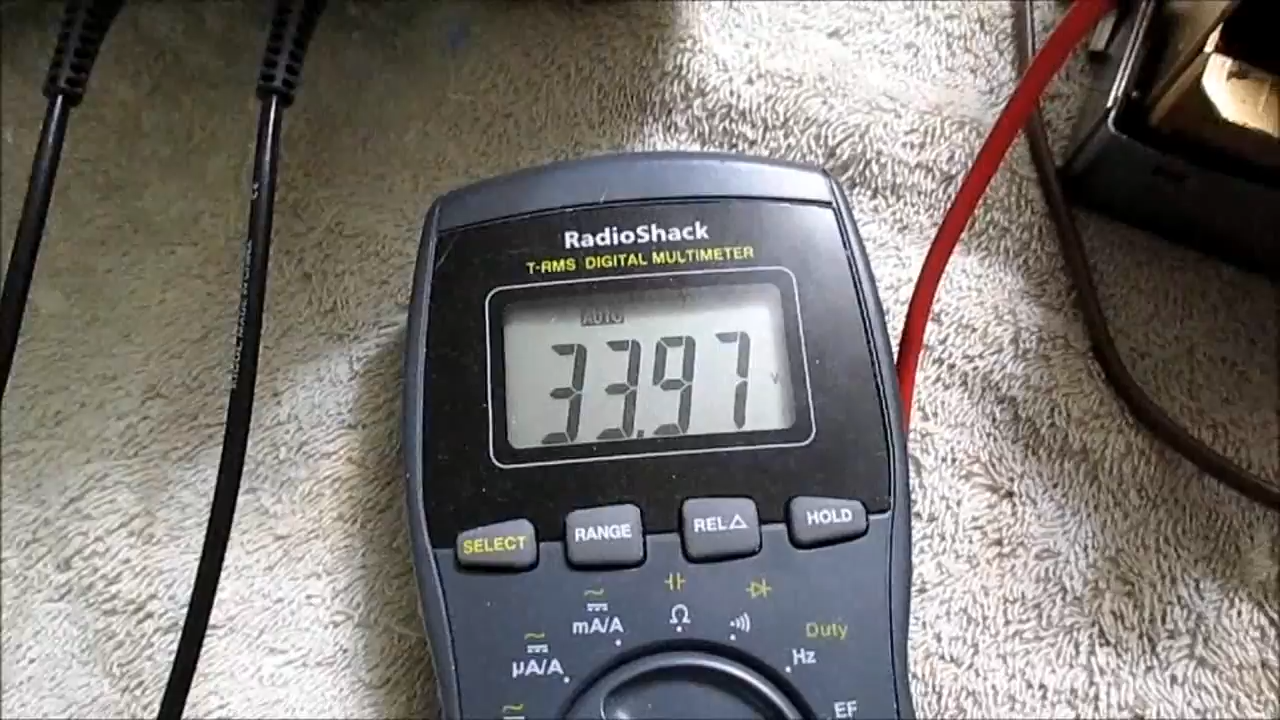 RadioShack
T-RMS DIGITAL MULTIMETER
AUTO
33.97
V
SELECT
RANGE
REL△
HOLD
mA/A
Ω
Duty
Hz
µA/A
EF